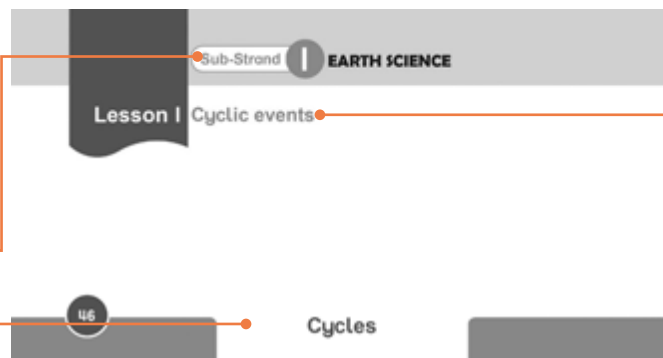 Sub-Strand 1 EARTH SCIENCE
Lesson 1 Cyclic events
46
Cycles